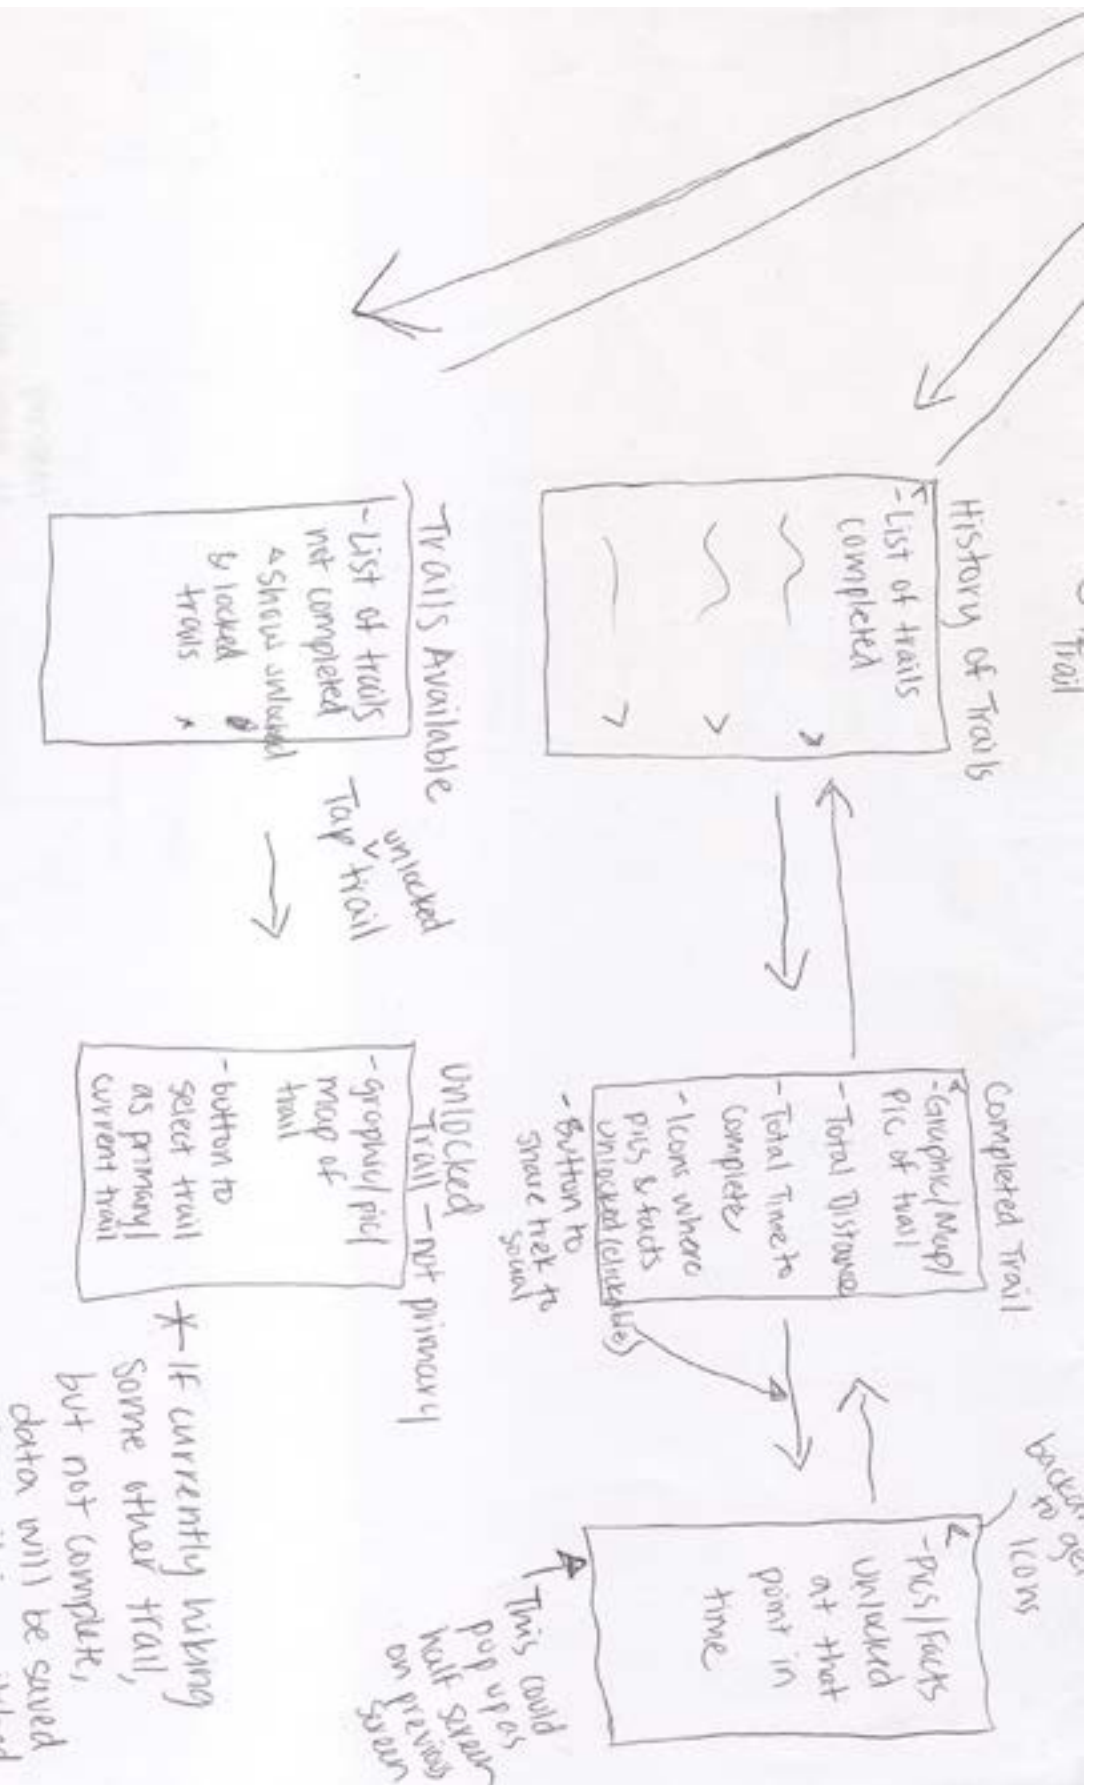 Trail
History of Trails
-List of trails
completed
Completed Trail
-Graphic/Map/
Pic of trail
-Total Distance
-Total Time to
complete
-Icons where
pics & facts
unlocked (clickable)
-Button to
share trek to
social
to
Icons
-Pics/Facts
unlocked
at that
point in
time
This could
pop up as
half screen
on previous
screen
Trails Available
-List of trails
not completed
show unlocked
& locked
trails
unlocked
Tap trail
Unlocked
Trail - not primary
-graphic/pic/
map of
trail
-button to
select trail
as primary/
current trail
* If currently hiking
some other trail,
but not complete,
data will be saved